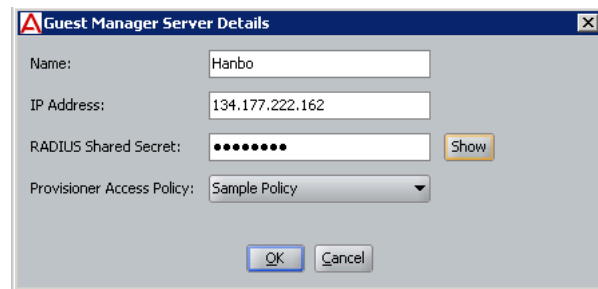 Guest Manager Server Details
Name: Hanbo
IP Address: 134.177.222.162
RADIUS Shared Secret: ●●●●●●●● Show
Provisioner Access Policy: Sample Policy
OK Cancel